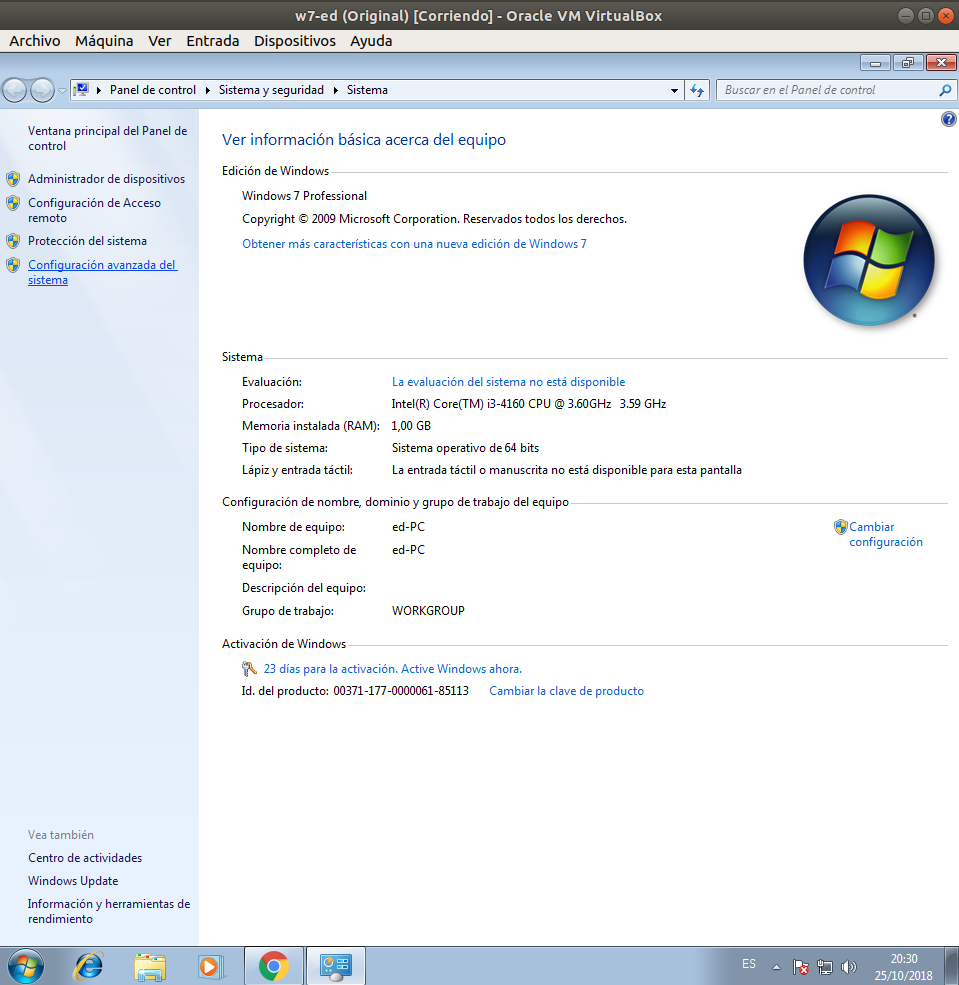 w7-ed (Original) [Corriendo] - Oracle VM VirtualBox
Archivo Máquina Ver Entrada Dispositivos Ayuda
Panel de control Sistema y seguridad Sistema
Buscar en el Panel de control
Ventana principal del Panel de
control
Administrador de dispositivos
Configuración de Acceso
remoto
Protección del sistema
Configuración avanzada del
sistema
Ver información básica acerca del equipo
Edición de Windows
Windows 7 Professional
Copyright © 2009 Microsoft Corporation. Reservados todos los derechos.
Obtener más características con una nueva edición de Windows 7
Sistema
Evaluación: La evaluación del sistema no está disponible
Procesador: Intel(R) Core(TM) i3-4160 CPU @ 3.60GHz 3.59 GHz
Memoria instalada (RAM): 1,00 GB
Tipo de sistema: Sistema operativo de 64 bits
Lápiz y entrada táctil: La entrada táctil o manuscrita no está disponible para esta pantalla
Configuración de nombre, dominio y grupo de trabajo del equipo
Nombre de equipo: ed-PC
Cambiar
configuración
Nombre completo de
equipo: ed-PC
Descripción del equipo:
Grupo de trabajo: WORKGROUP
Activación de Windows
23 días para la activación. Active Windows ahora.
Id. del producto: 00371-177-0000061-85113 Cambiar la clave de producto
Vea también
Centro de actividades
Windows Update
Información y herramientas de
rendimiento
ES
20:30
25/10/2018